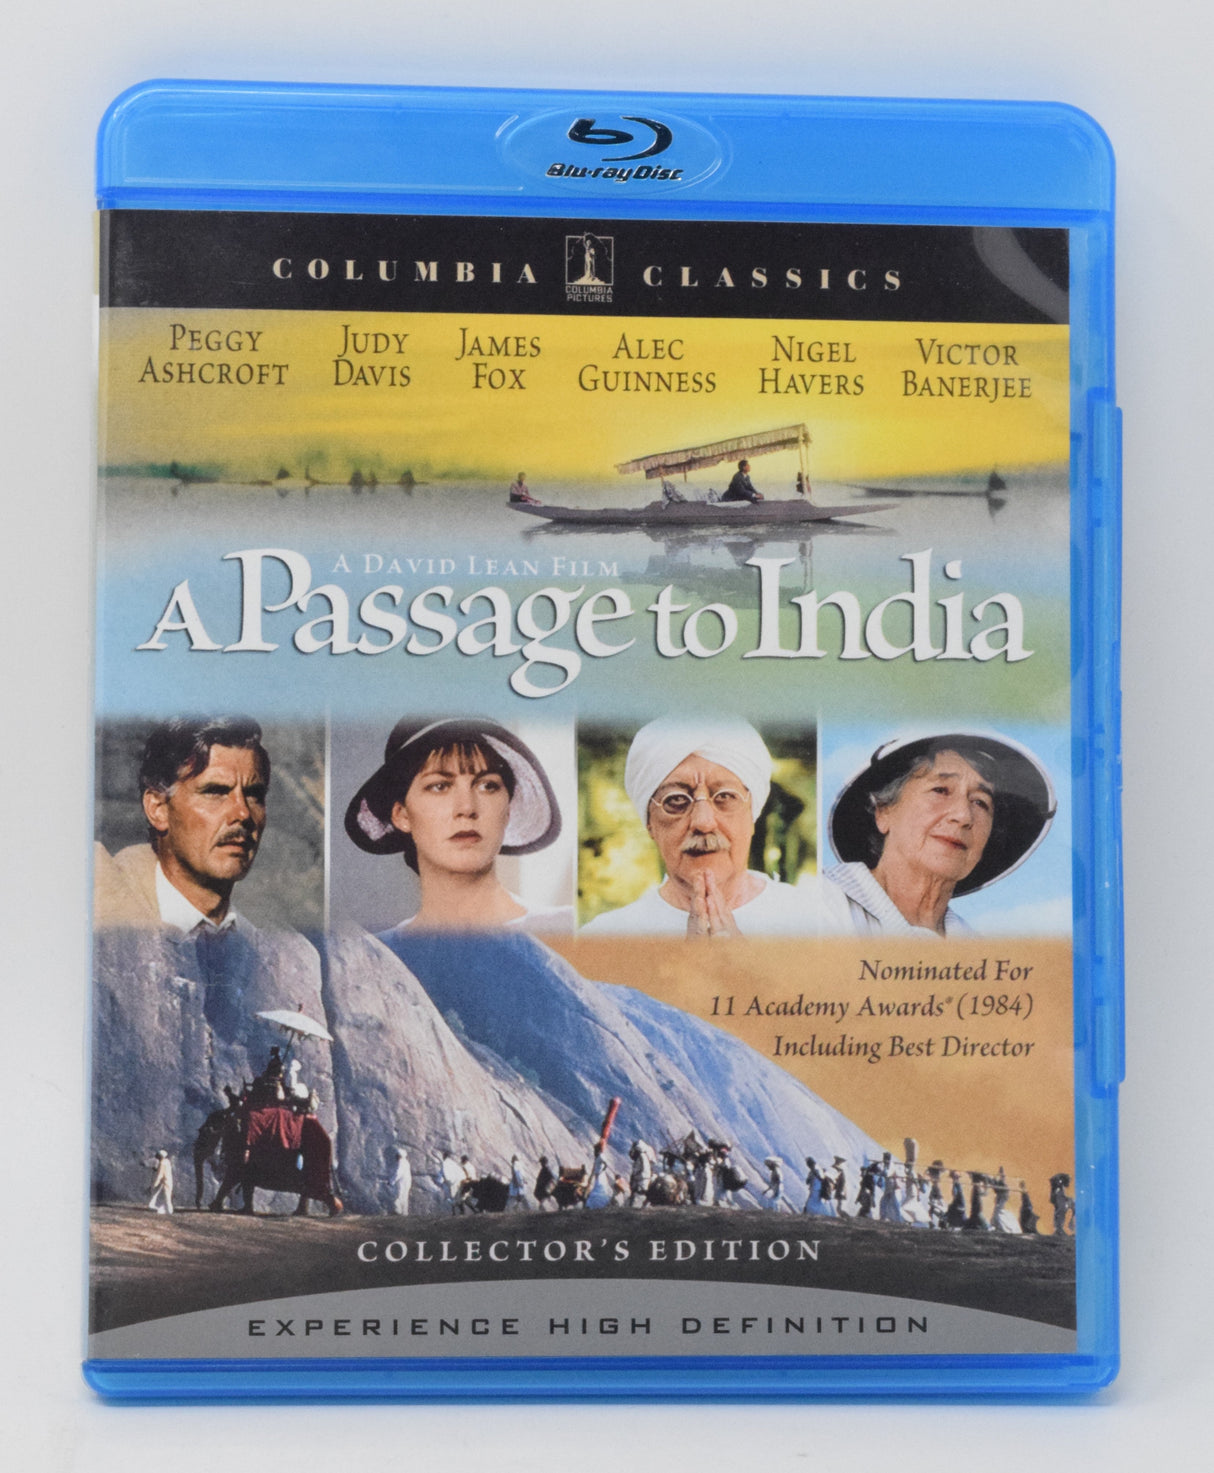 Blu-ray Disc
COLUMBIA CLASSICS
COLUMBIA
PICTURES
PEGGY ASHCROFT
JUDY DAVIS
JAMES FOX
ALEC GUINNESS
NIGEL HAVERS
VICTOR BANERJEE
A DAVID LEAN FILM
A PASSAGE to INDIA
Nominated For
11 Academy Awards® (1984)
Including Best Director
COLLECTOR'S EDITION
EXPERIENCE HIGH DEFINITION